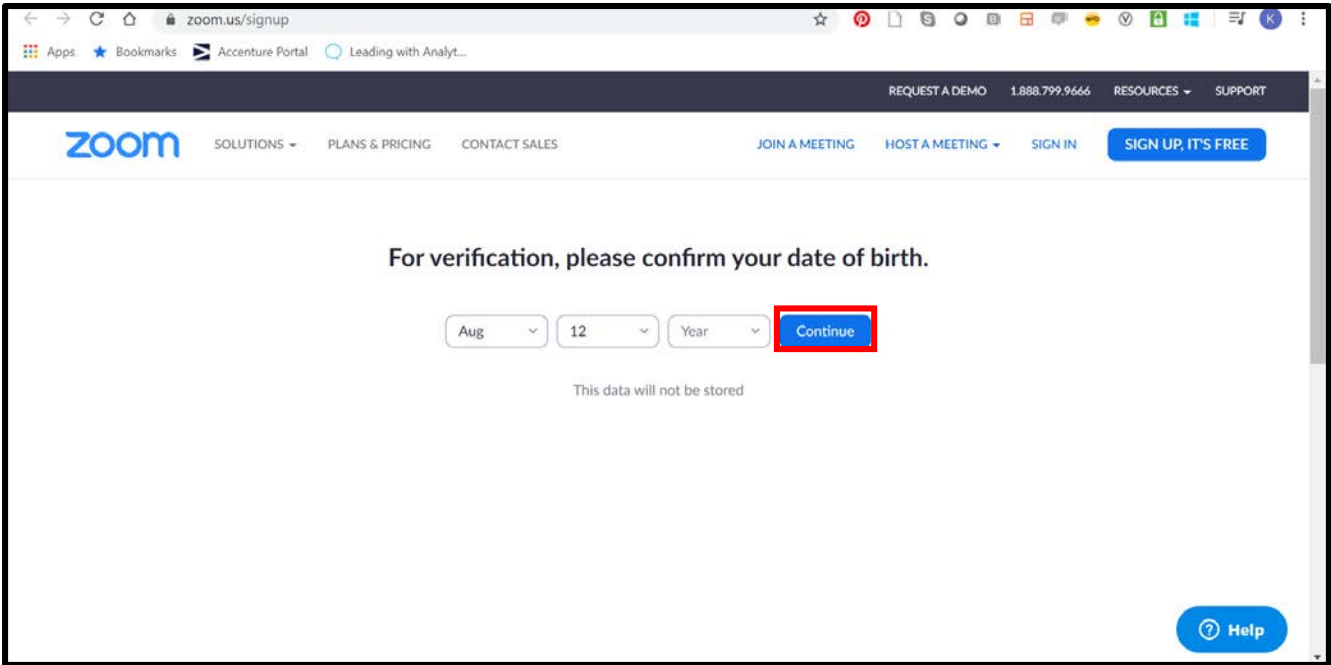 zoom.us/signup
K
Apps Bookmarks Accenture Portal Leading with Analyt...
REQUEST A DEMO 1.888.799.9666 RESOURCES SUPPORT
zoom SOLUTIONS PLANS & PRICING CONTACT SALES JOIN A MEETING HOST A MEETING SIGN IN SIGN UP, IT'S FREE
For verification, please confirm your date of birth.
Aug 12 Year Continue
This data will not be stored
Help